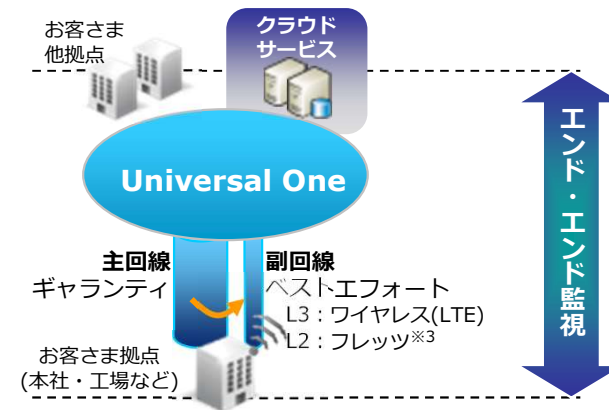 お客さま
他拠点
クラウド
サービス
Universal One
主回線
ギャランティ
副回線
ベストエフォート
L3：ワイヤレス(LTE)
L2：フレッツ※3
お客さま拠点
(本社・工場など)
エンド・エンド監視